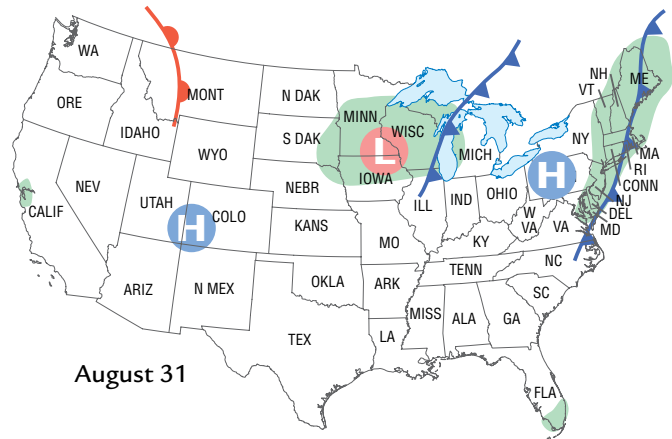 WA
MONT
N DAK
MINN
ME
NH
VT
ORE
IDAHO
S DAK
WISC
MICH
NY
MA
RI
CONN
WYO
L
H
NJ
DEL
MD
NEV
NEBR
IOWA
ILL
IND
OHIO
W
VA
VA
CALIF
UTAH
H
COLO
KANS
MO
KY
NC
TENN
ARIZ
N MEX
OKLA
ARK
SC
MISS
ALA
GA
TEX
LA
FLA
August 31